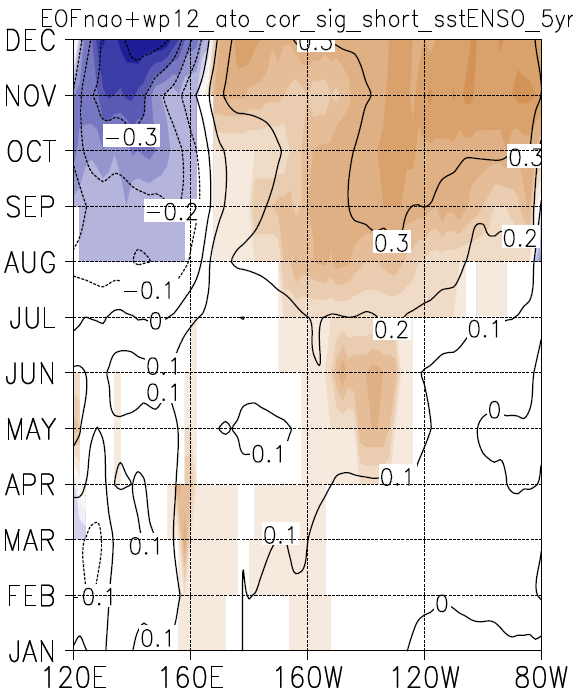 EOFnao+wp12_ato_cor_sig_short_sstENSO_5yr
DEC
0.3
NOV
−0.3
OCT
0.3
SEP
−0.2
0.3
0.2
AUG
−0.1
JUL
0
0.2
0.1
JUN
0.1
0.1
0
MAY
−0.1
APR
0.1
MAR
0.1
0.1
FEB
−0.1
0
JAN
0.1
120E 160E 160W 120W 80W